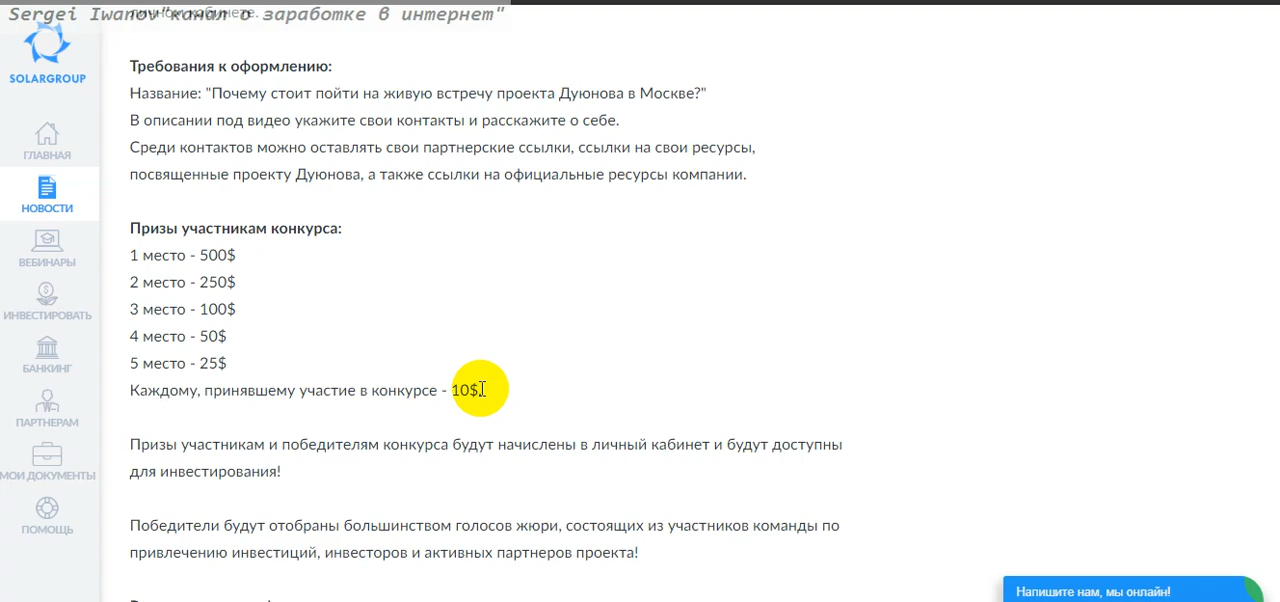 личном кабинете.
Sergei Iwanov"канал о заработке в интернет"
SOLARGROUP
ГЛАВНАЯ
НОВОСТИ
ВЕБИНАРЫ
ИНВЕСТИРОВАТЬ
БАНКИНГ
ПАРТНЕРАМ
МОИ ДОКУМЕНТЫ
ПОМОЩЬ
Требования к оформлению:
Название: "Почему стоит пойти на живую встречу проекта Дуюнова в Москве?"
В описании под видео укажите свои контакты и расскажите о себе.
Среди контактов можно оставлять свои партнерские ссылки, ссылки на свои ресурсы,
посвященные проекту Дуюнова, а также ссылки на официальные ресурсы компании.
Призы участникам конкурса:
1 место - 500$
2 место - 250$
3 место - 100$
4 место - 50$
5 место - 25$
Каждому, принявшему участие в конкурсе - 10$.
Призы участникам и победителям конкурса будут начислены в личный кабинет и будут доступны
для инвестирования!
Победители будут отобраны большинством голосов жюри, состоящих из участников команды по
привлечению инвестиций, инвесторов и активных партнеров проекта!
Напишите нам, мы онлайн!